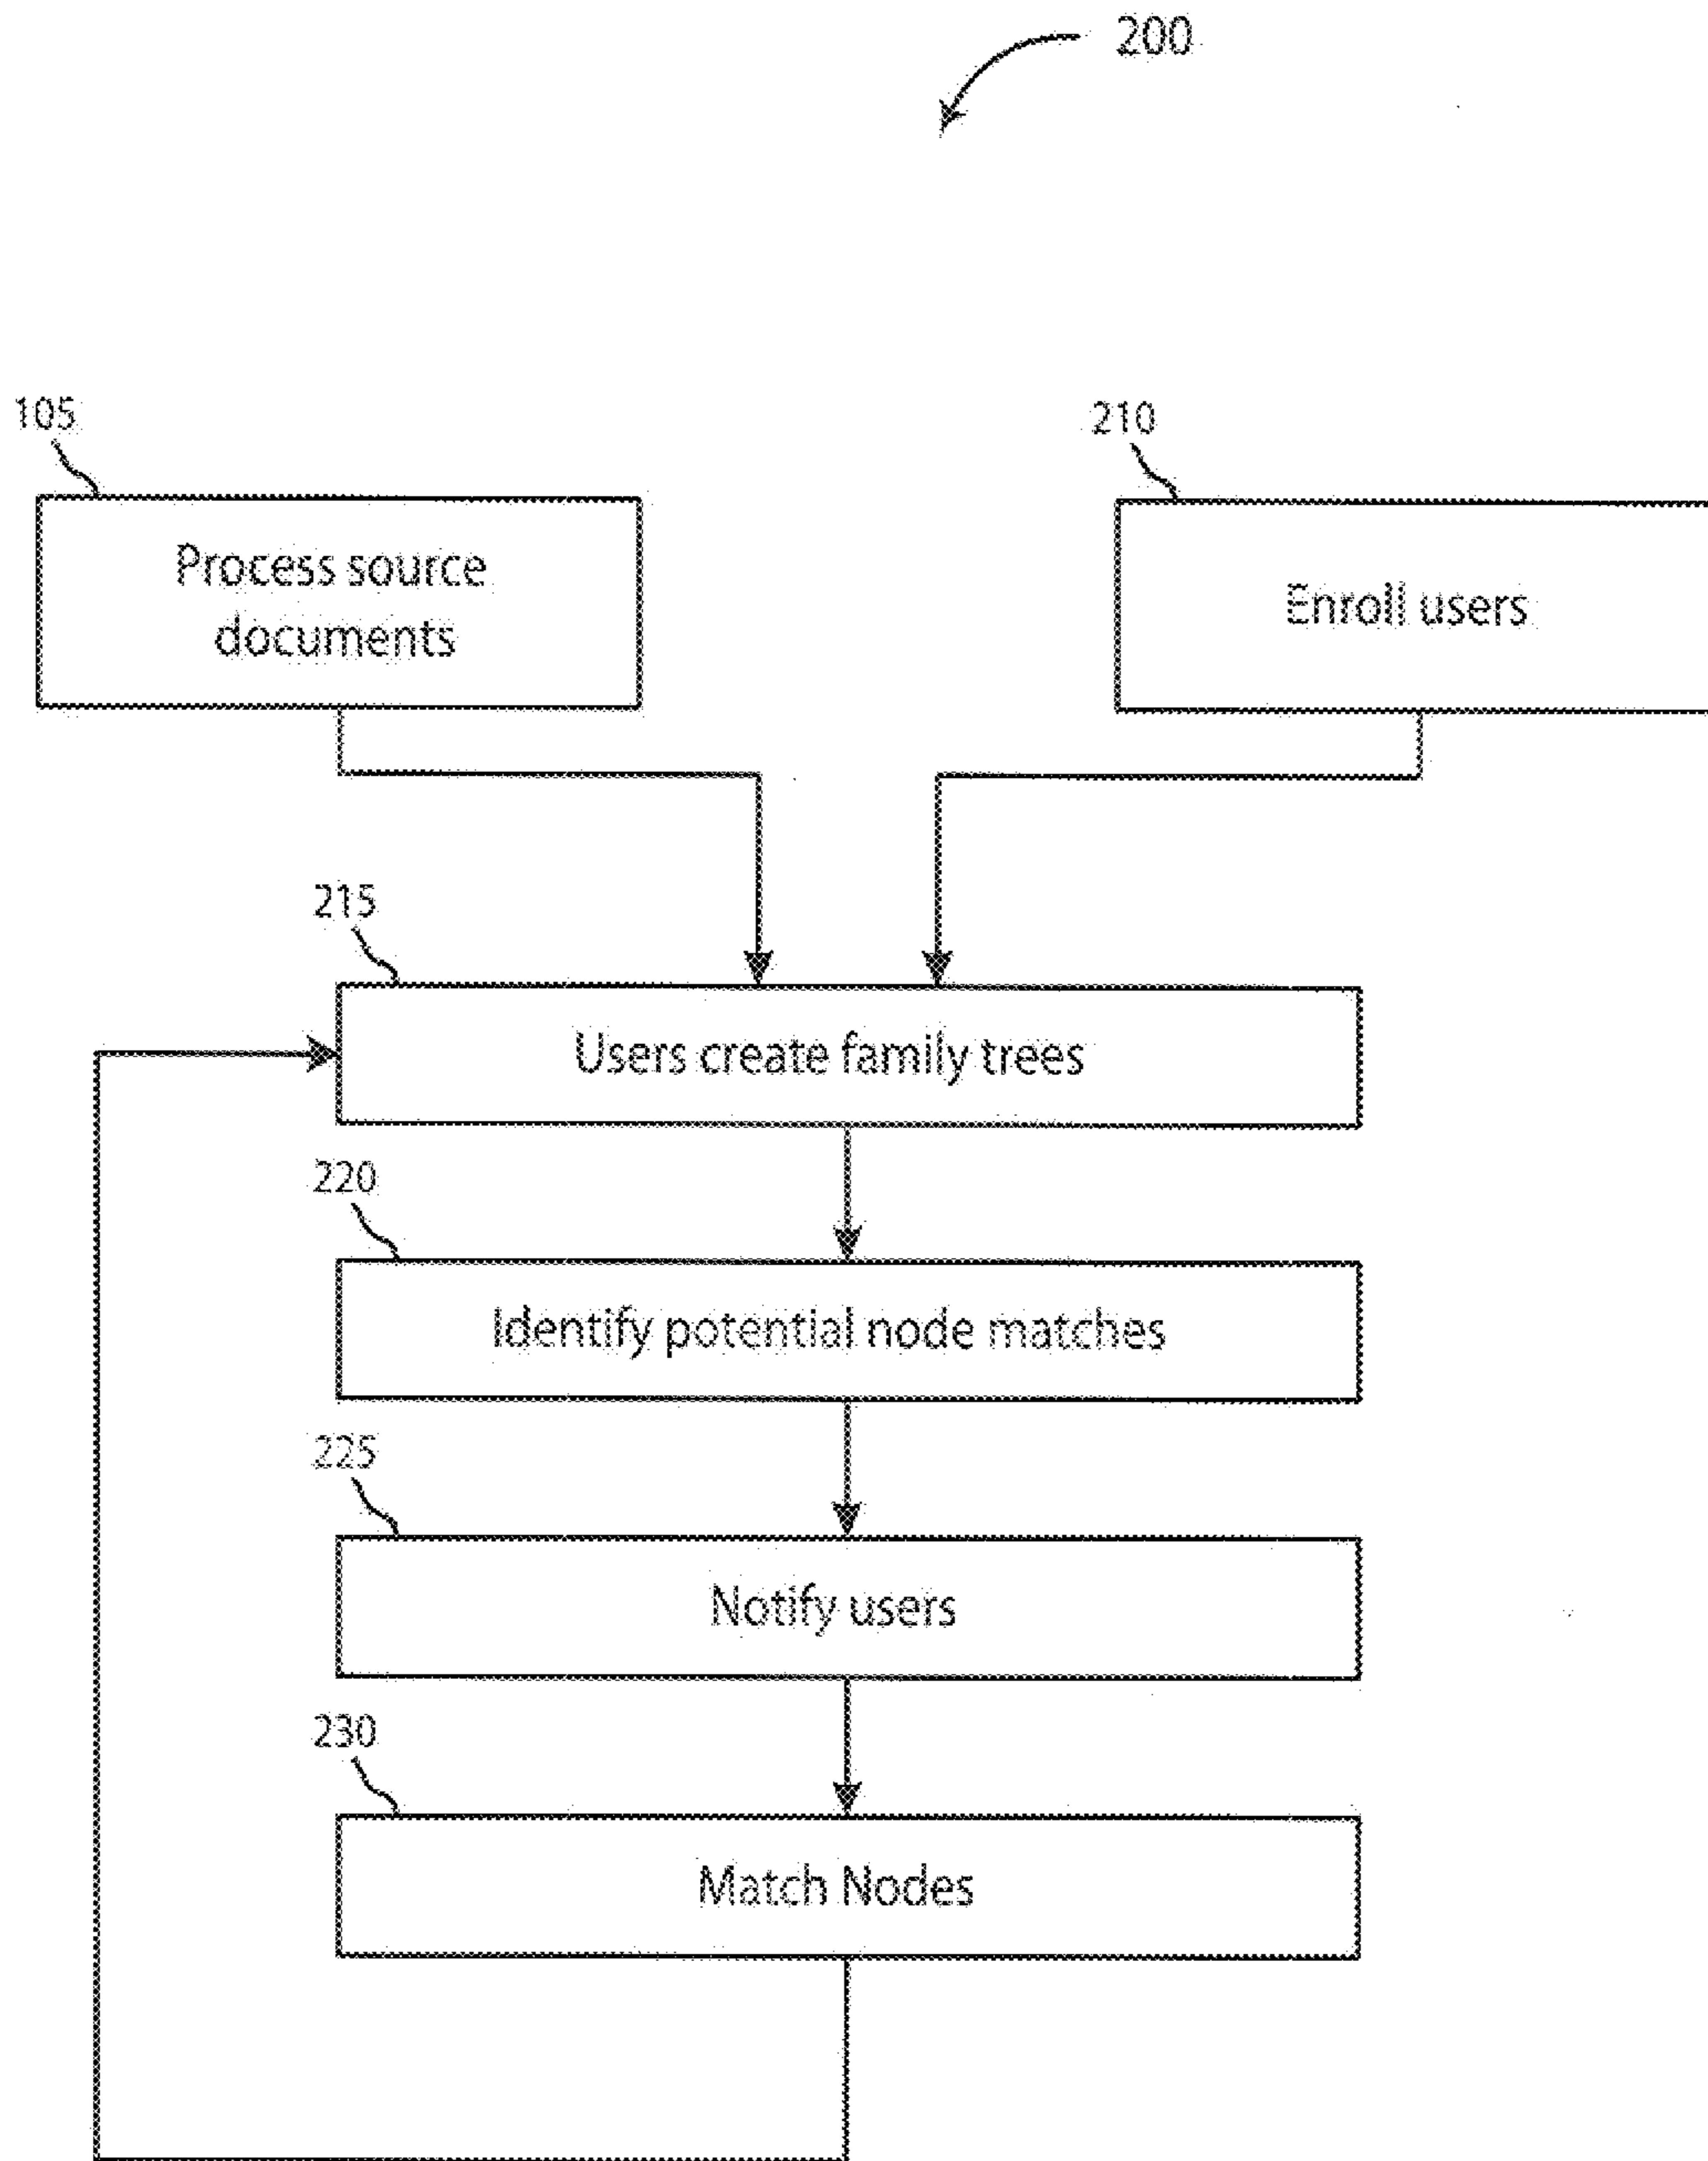 200
105
210
Process source
documents
Enroll users
215
Users create family trees
220
Identify potential node matches
225
Notify users
230
Match Nodes